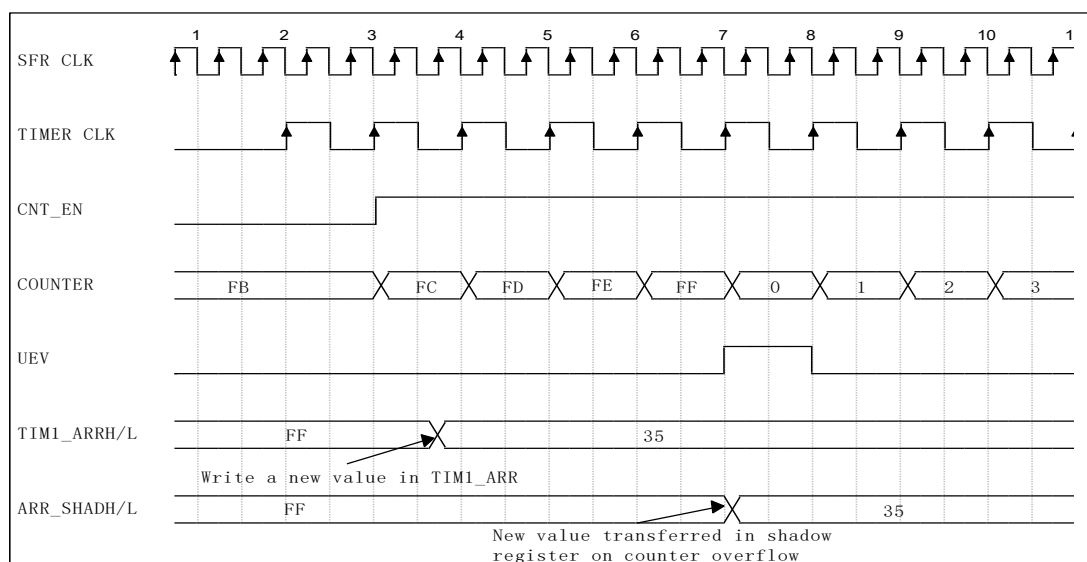 1 2 3 4 5 6 7 8 9 10 1
SFR CLK
TIMER CLK
CNT_EN
COUNTER FB FC FD FE FF 0 1 2 3
UEV
TIM1_ARRH/L FF 35
Write a new value in TIM1_ARR
ARR_SHADH/L FF 35
New value transferred in shadow
register on counter overflow